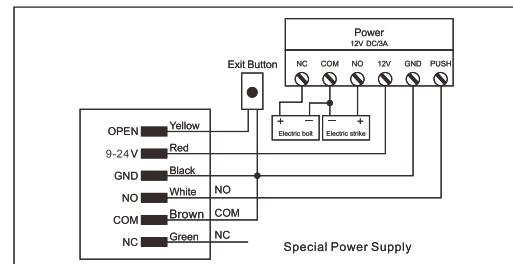 Power
12V DC/3A
NC COM NO 12V GND PUSH
Exit Button
+ − − +
Electric bolt Electric strike
OPEN Yellow
9-24V Red
GND Black
NO White NO
COM Brown COM
NC Green NC
Special Power Supply